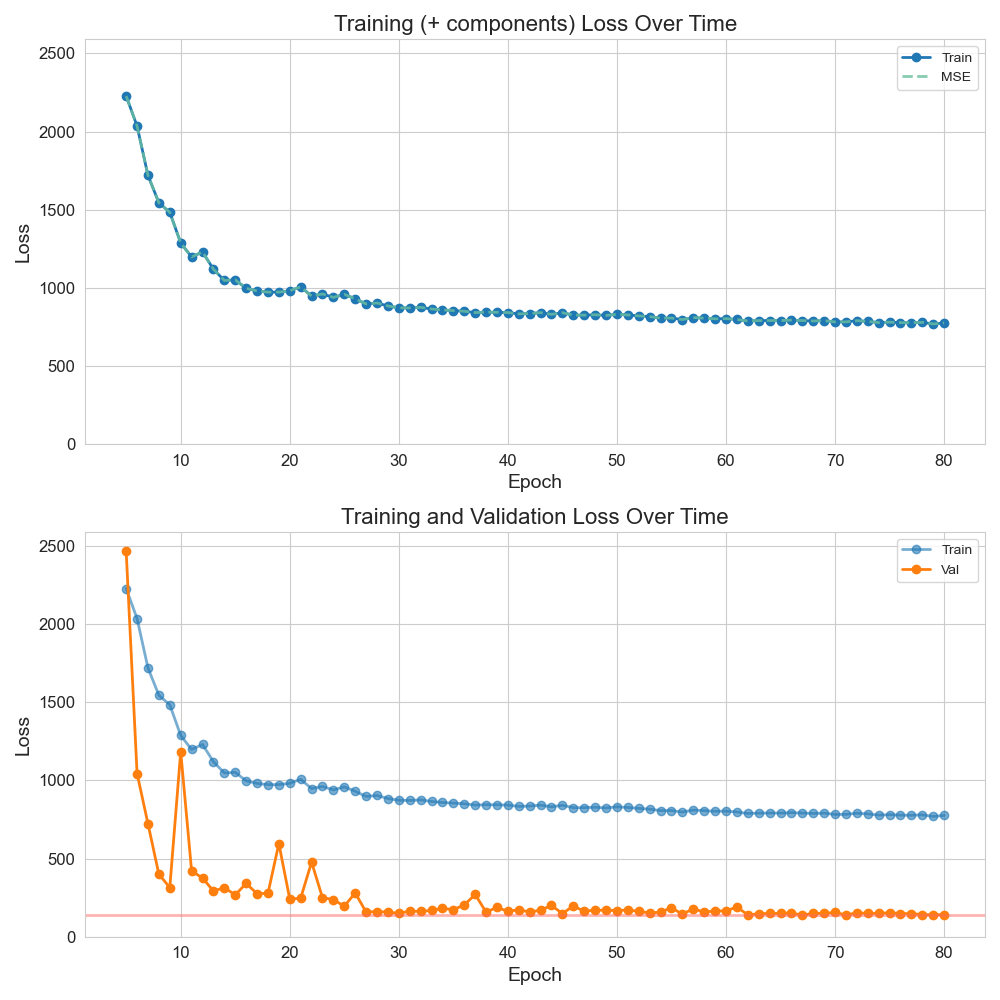 Training (+ components) Loss Over Time
Train
MSE
2500
2000
1500
1000
500
0
Loss
10 20 30 40 50 60 70 80
Epoch
Training and Validation Loss Over Time
Train
Val
2500
2000
1500
1000
500
0
Loss
10 20 30 40 50 60 70 80
Epoch